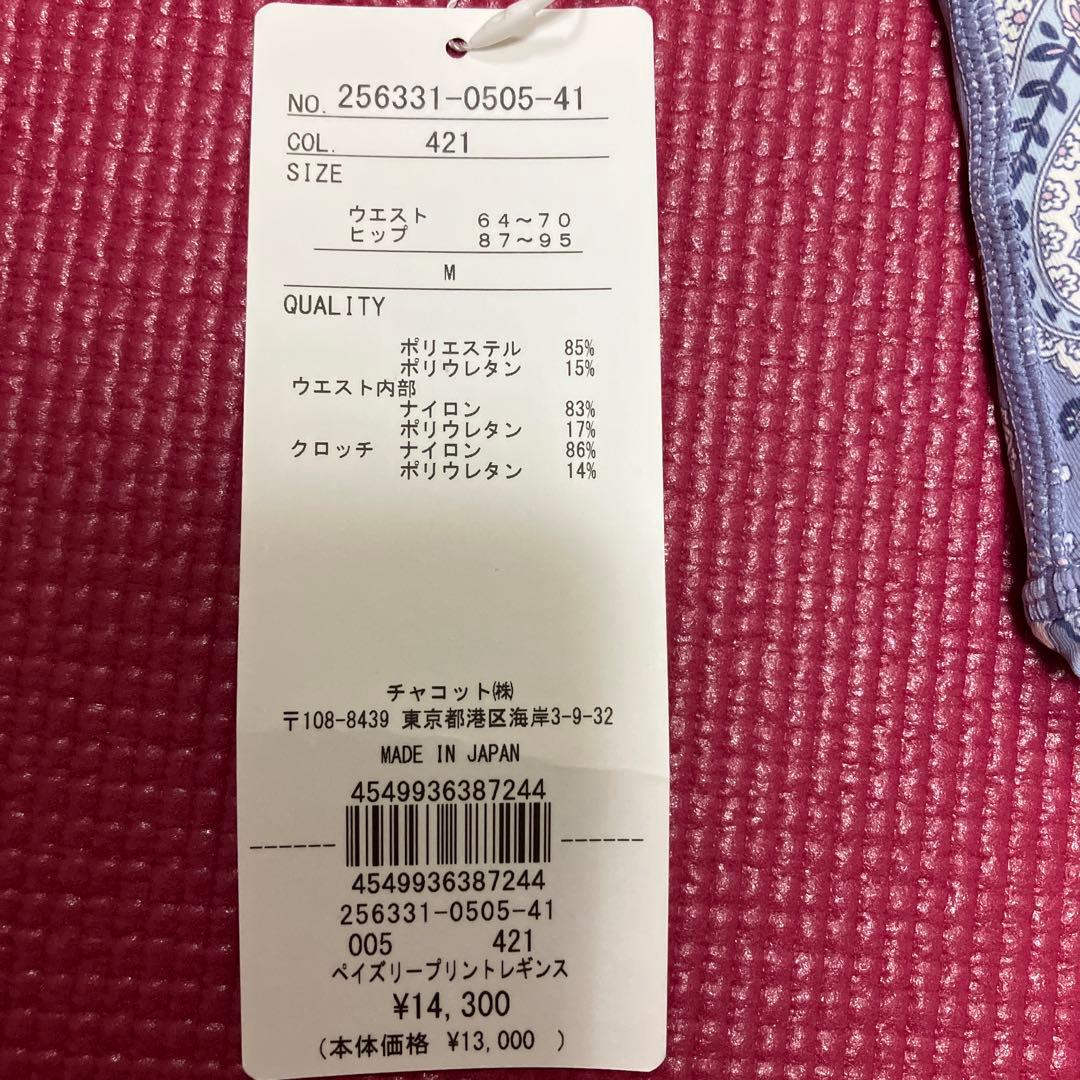 NO. 256331-0505-41
COL. 421
SIZE
ウエスト 64～70
ヒップ 87～95
M
QUALITY
ポリエステル 85%
ポリウレタン 15%
ウエスト内部
ナイロン 83%
ポリウレタン 17%
クロッチ ナイロン 86%
ポリウレタン 14%
チャコット㈱
〒108-8439 東京都港区海岸3-9-32
MADE IN JAPAN
4549936387244
4549936387244
256331-0505-41
005 421
ペイズリープリントレギンス
¥14,300
(本体価格 ¥13,000 )